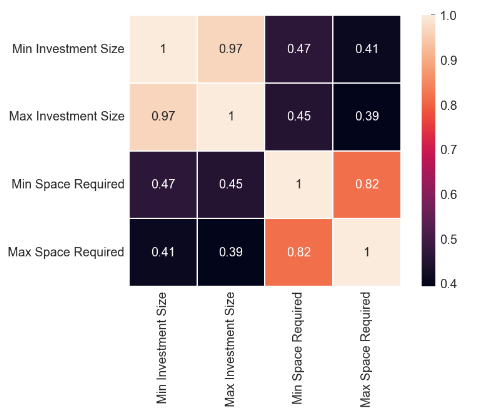 1.0
Min Investment Size 1 0.97 0.47 0.41
0.9
Max Investment Size 0.97 1 0.45 0.39
0.8
0.7
Min Space Required 0.47 0.45 1 0.82
0.6
0.5
Max Space Required 0.41 0.39 0.82 1
0.4
Min Investment Size
Max Investment Size
Min Space Required
Max Space Required